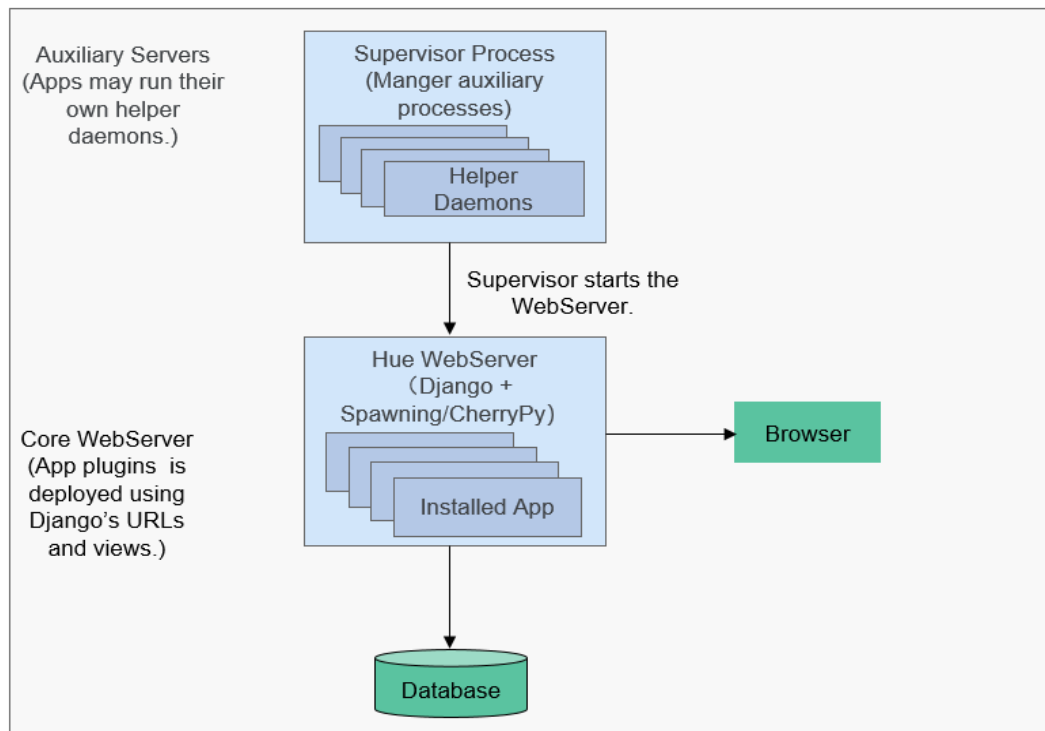 Auxiliary Servers
(Apps may run their
own helper
daemons.)
Supervisor Process
(Manger auxiliary
processes)
Helper
Daemons
Supervisor starts the
WebServer.
Hue WebServer
（Django +
Spawning/CherryPy）
Installed App
Browser
Core WebServer
(App plugins  is
deployed using
Django’s URLs
and views.)
Database